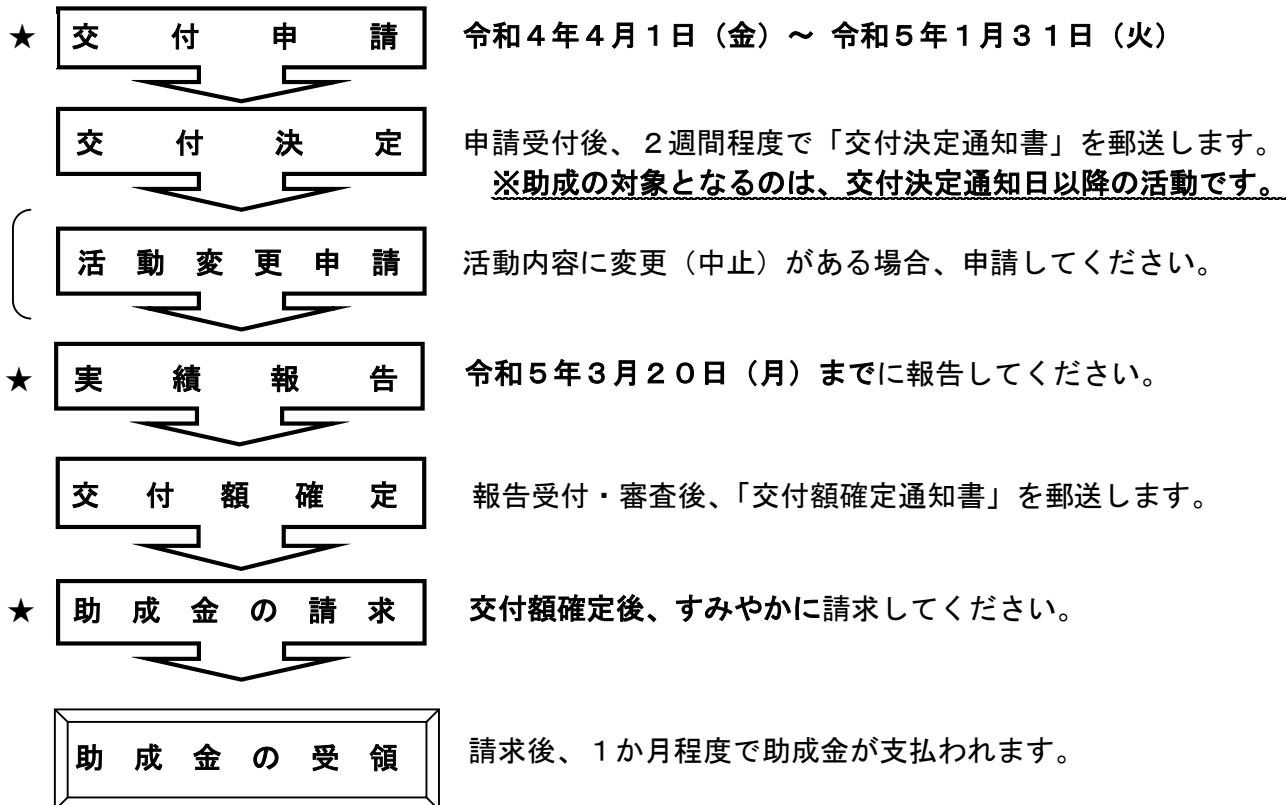 ★ 交付申請 令和４年４月１日（金）～ 令和５年１月３１日（火）
交付決定 申請受付後、２週間程度で「交付決定通知書」を郵送します。
※助成の対象となるのは、交付決定通知日以降の活動です。
活動変更申請 活動内容に変更（中止）がある場合、申請してください。
★ 実績報告 令和５年３月２０日（月）までに報告してください。
交付額確定 報告受付・審査後、「交付額確定通知書」を郵送します。
★ 助成金の請求 交付額確定後、すみやかに請求してください。
助成金の受領 請求後、１か月程度で助成金が支払われます。